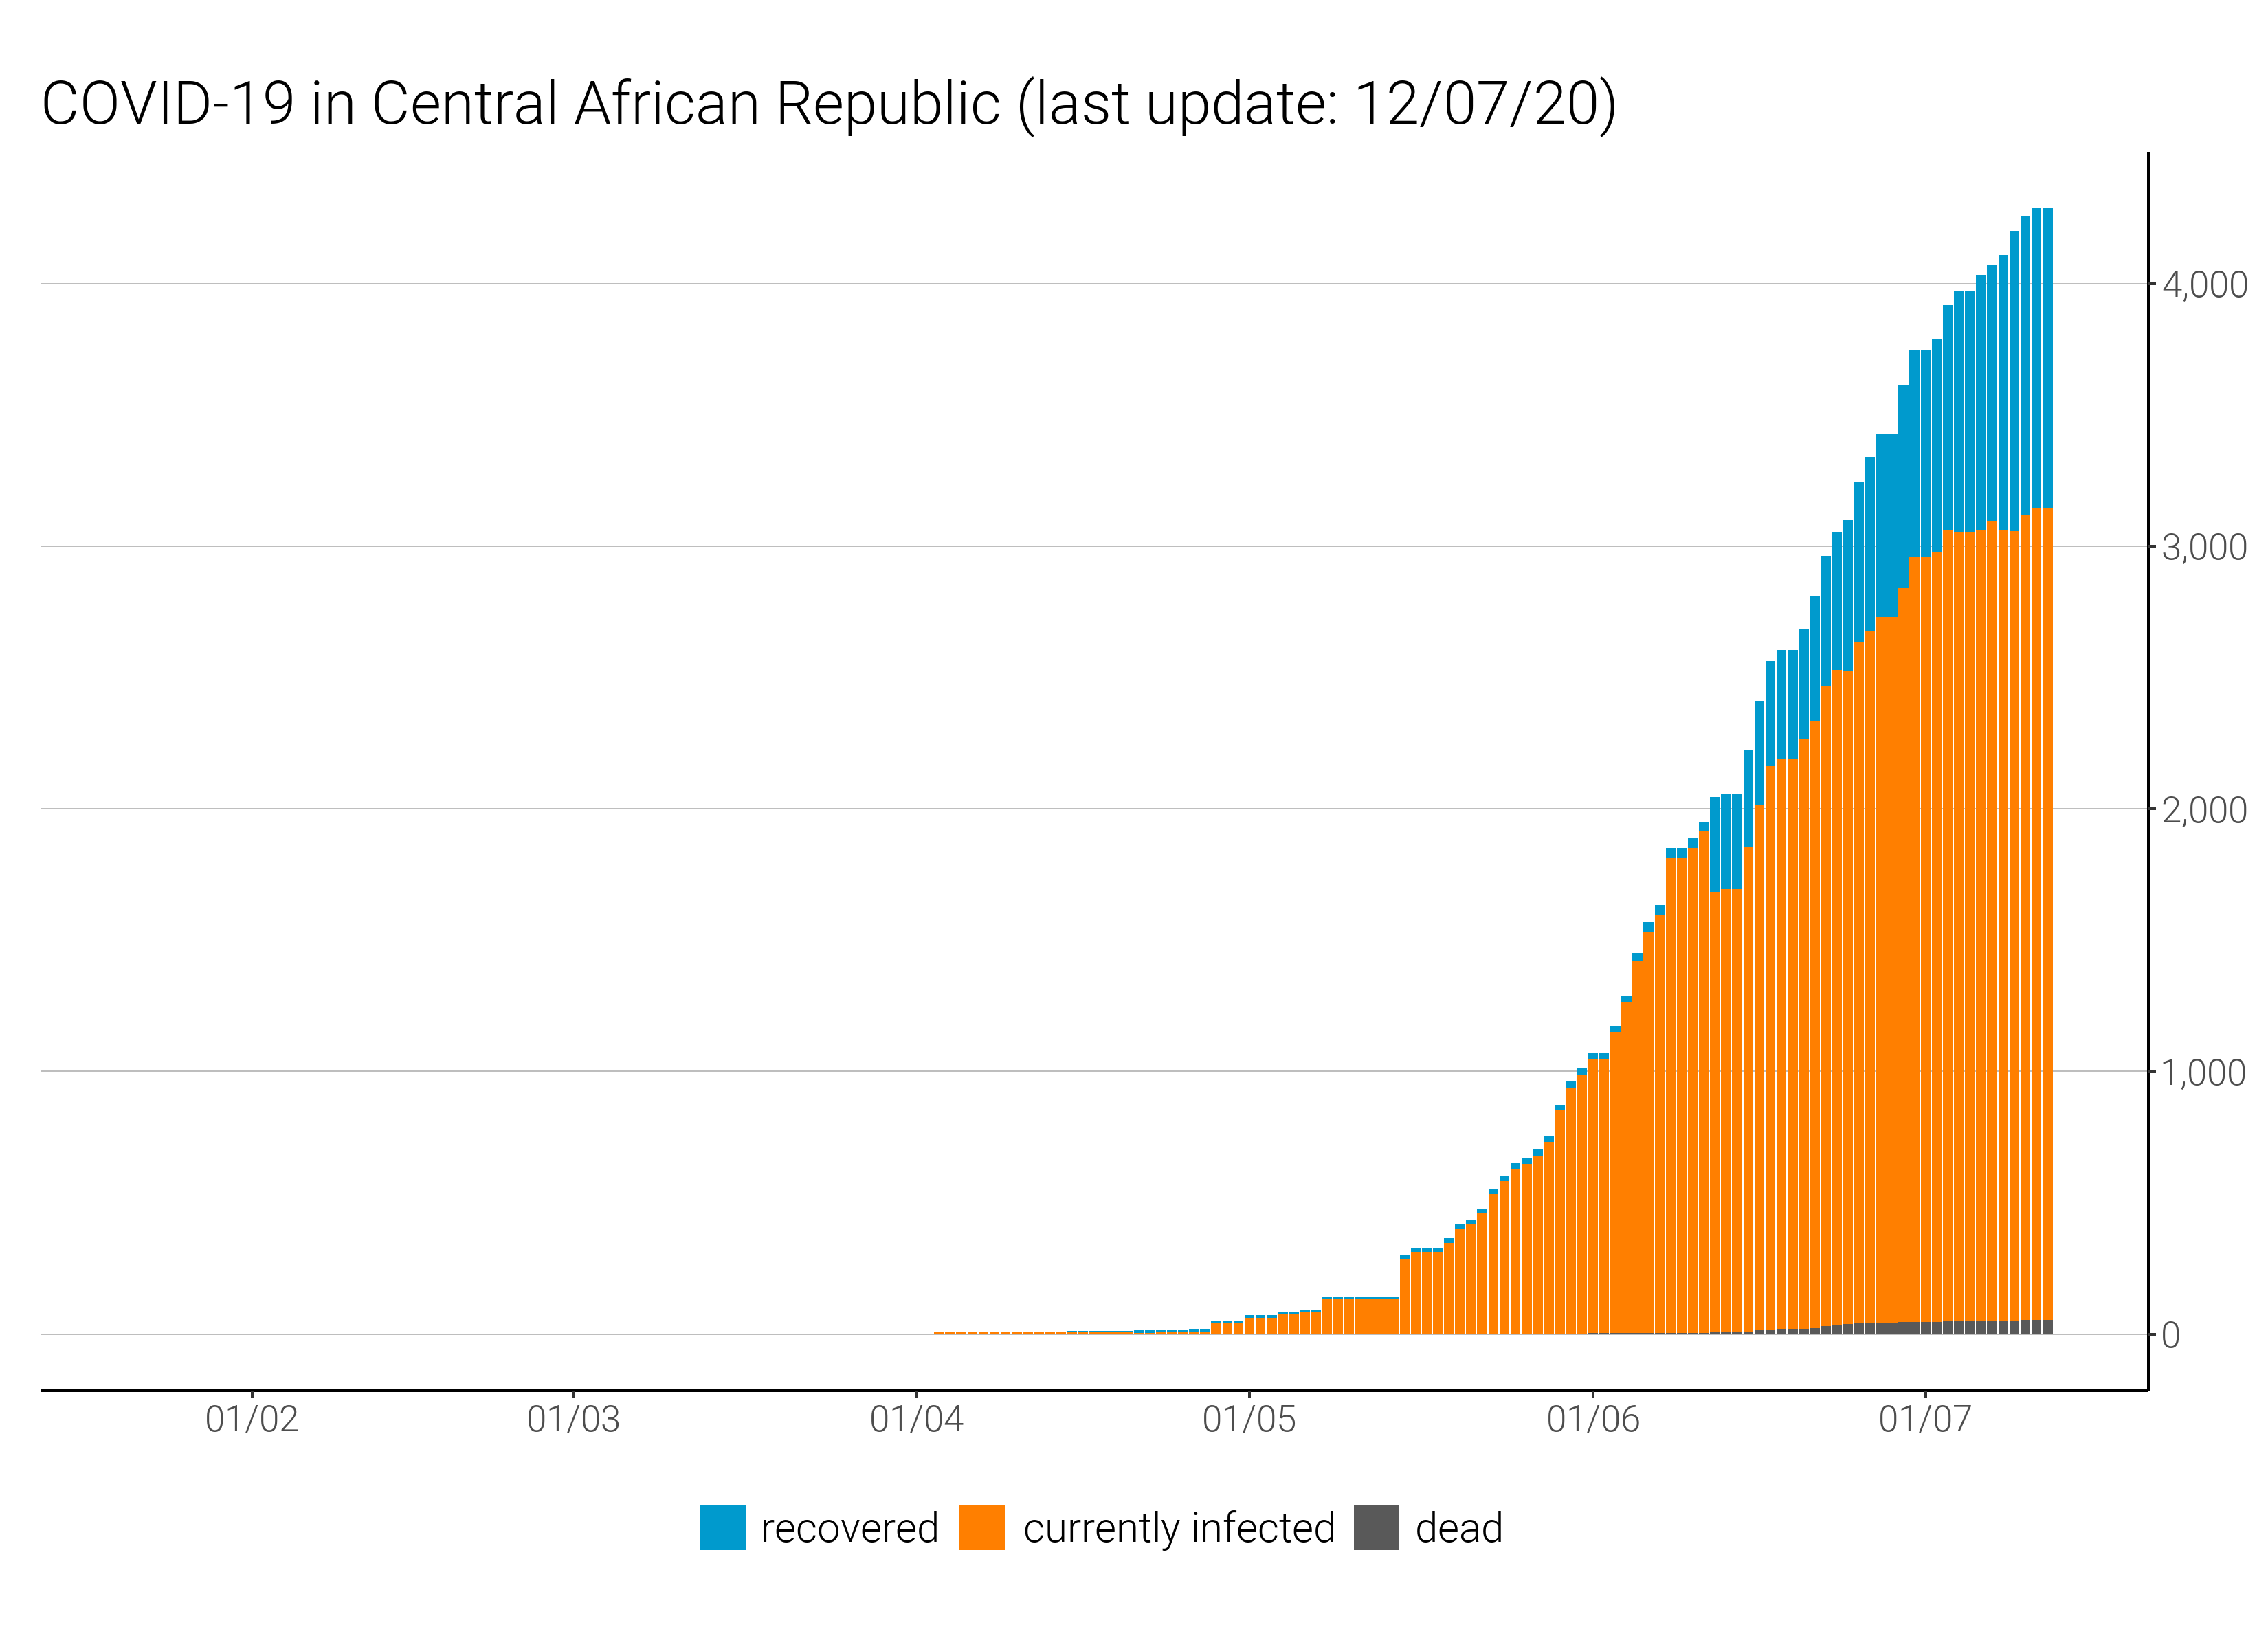 COVID-19 in Central African Republic (last update: 12/07/20)
4,000
3,000
2,000
1,000
0
01/02 01/03 01/04 01/05 01/06 01/07
recovered currently infected dead